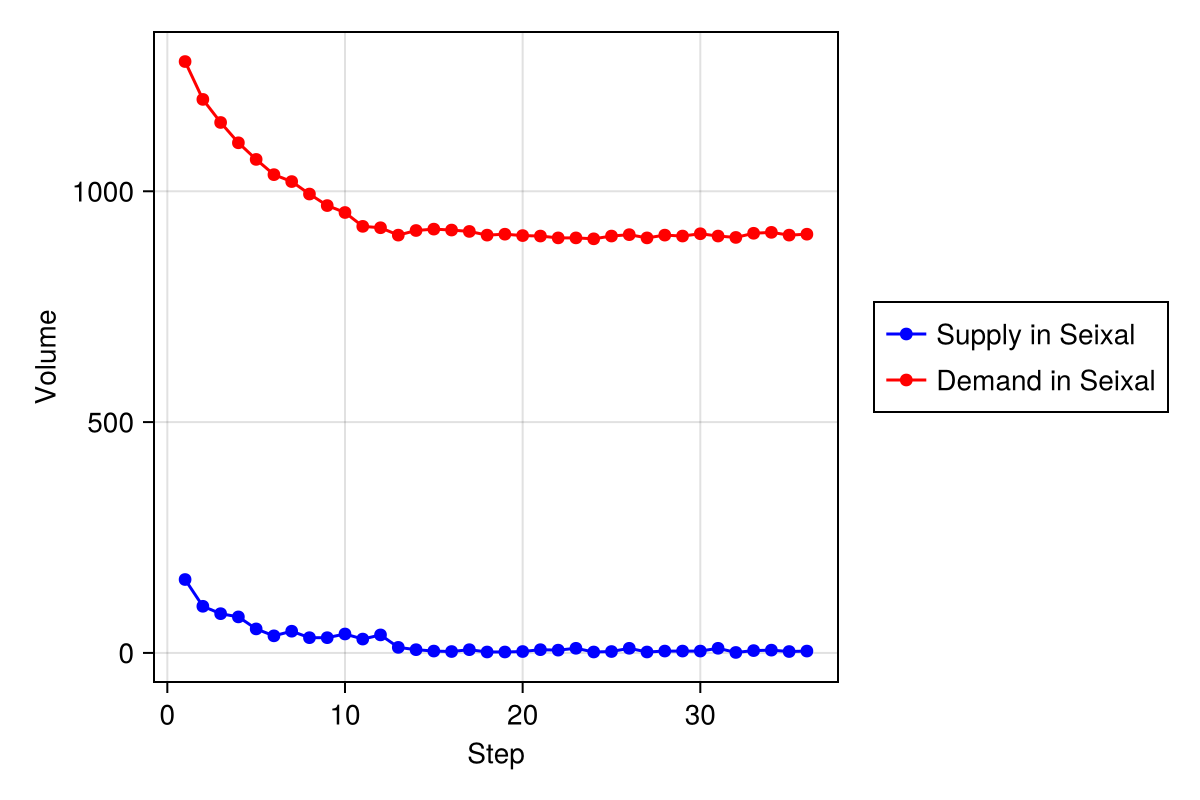 1000
500
0
0 10 20 30
Volume
Step
Supply in Seixal
Demand in Seixal